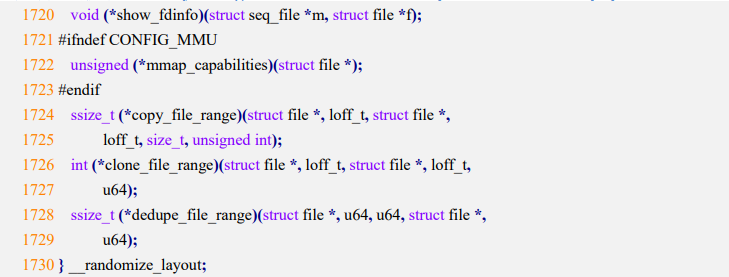 1720 void (*show_fdinfo)(struct seq_file *m, struct file *f);
1721 #ifndef CONFIG_MMU
1722 unsigned (*mmap_capabilities)(struct file *);
1723 #endif
1724 ssize_t (*copy_file_range)(struct file *, loff_t, struct file *,
1725 loff_t, size_t, unsigned int);
1726 int (*clone_file_range)(struct file *, loff_t, struct file *, loff_t,
1727 u64);
1728 ssize_t (*dedupe_file_range)(struct file *, u64, u64, struct file *,
1729 u64);
1730 } __randomize_layout;